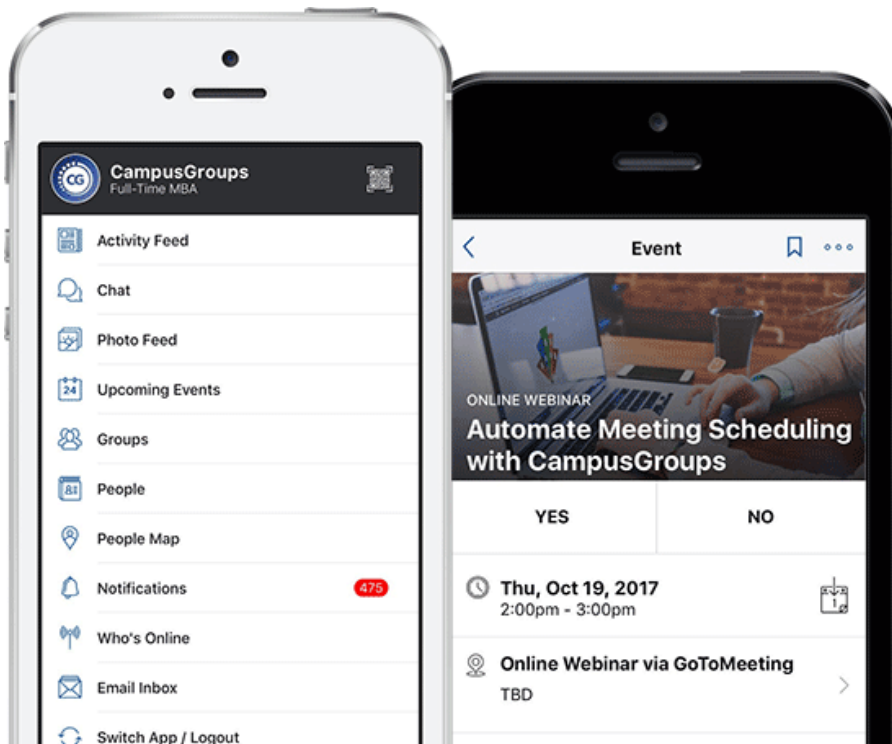 CG
CampusGroups
Full-Time MBA
Activity Feed
Chat
Photo Feed
24
Upcoming Events
Groups
People
People Map
Notifications
475
Who's Online
Email Inbox
Switch App / Logout
Event
ONLINE WEBINAR
Automate Meeting Scheduling
with CampusGroups
YES
NO
Thu, Oct 19, 2017
2:00pm - 3:00pm
1
Online Webinar via GoToMeeting
TBD